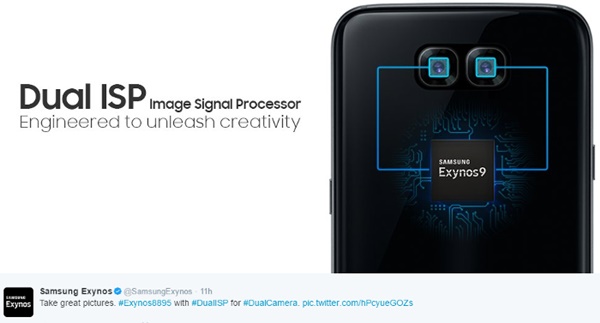 Dual ISP Image Signal Processor
Engineered to unleash creativity
SAMSUNG
Exynos9
SAMSUNG
Exynos
Samsung Exynos @SamsungExynos · 11h
Take great pictures. #Exynos8895 with #DualISP for #DualCamera. pic.twitter.com/hPcyueGOZs